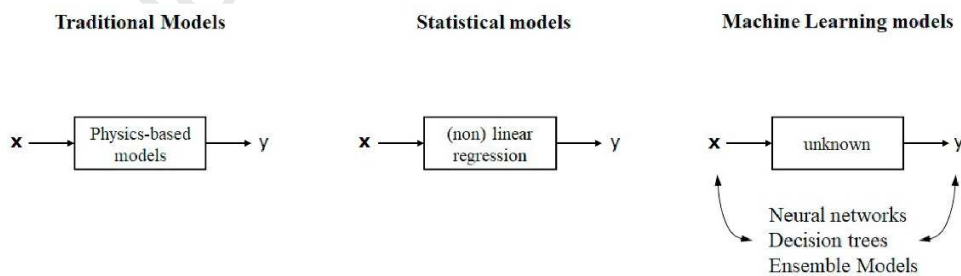 Traditional Models
Statistical models
Machine Learning models
x
Physics-based
models
y
x
(non) linear
regression
y
x
unknown
y
Neural networks
Decision trees
Ensemble Models